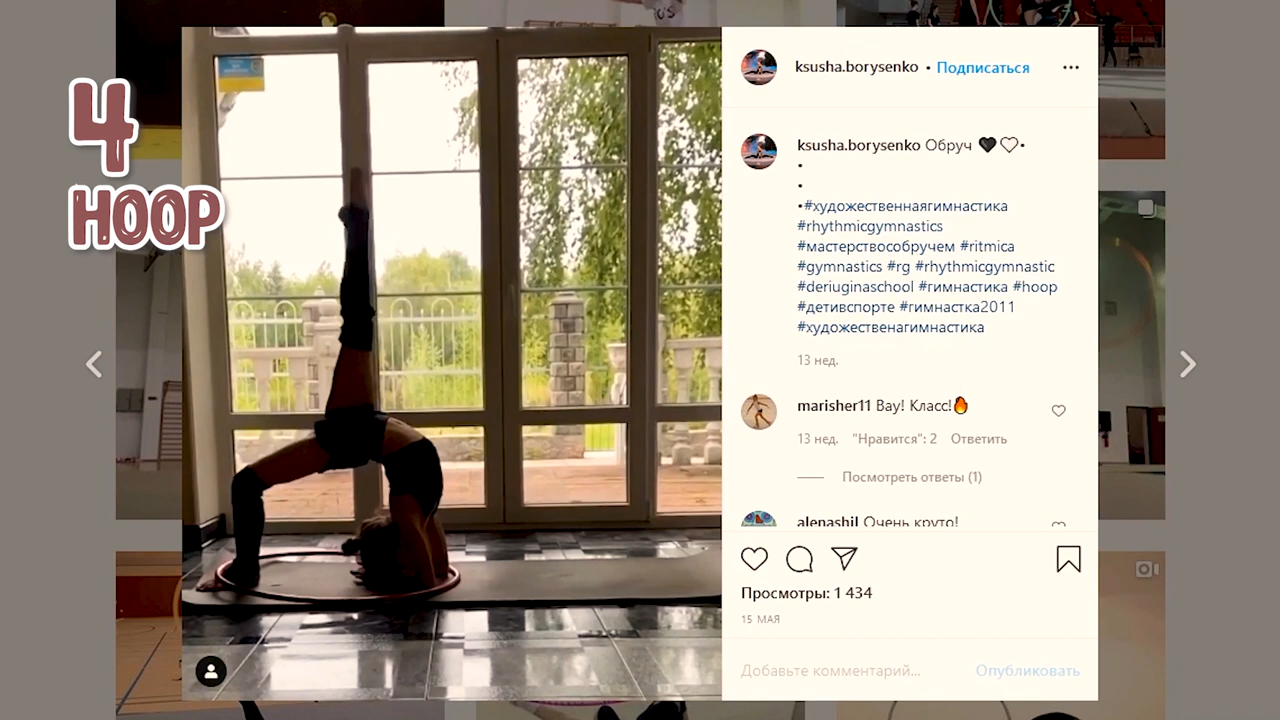 4
HOOP
ksusha.borysenko • Подписаться
ksusha.borysenko Обруч 🖤🤍•
•
•
•#художественнаягимнастика
#rhythmicgymnastics
#мастерствообручем #ritmica
#gymnastics #rg #rhythmicgymnastic
#deriuginaschool #гимнастика #hoop
#детивспорте #гимнастка2011
#художественагимнастика
13 нед.
marisher11 Вау! Класс!🔥
13 нед. "Нравится": 2 Ответить
Посмотреть ответы (1)
alenashil Очень круто!
Просмотры: 1 434
15 МАЯ
Добавьте комментарий... Опубликовать